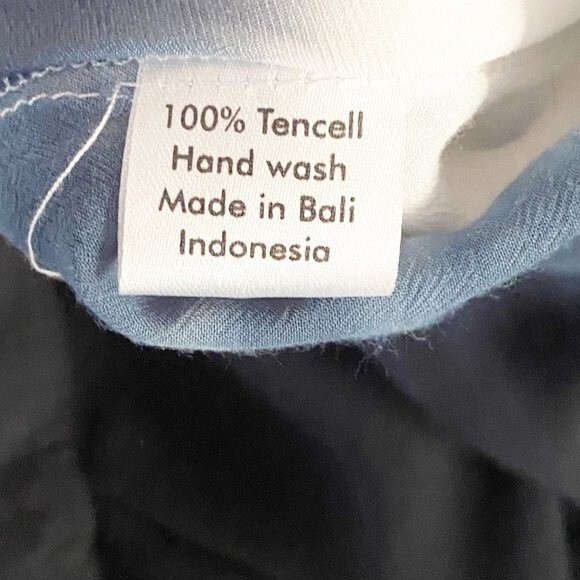 100% Tencell
Hand wash
Made in Bali
Indonesia